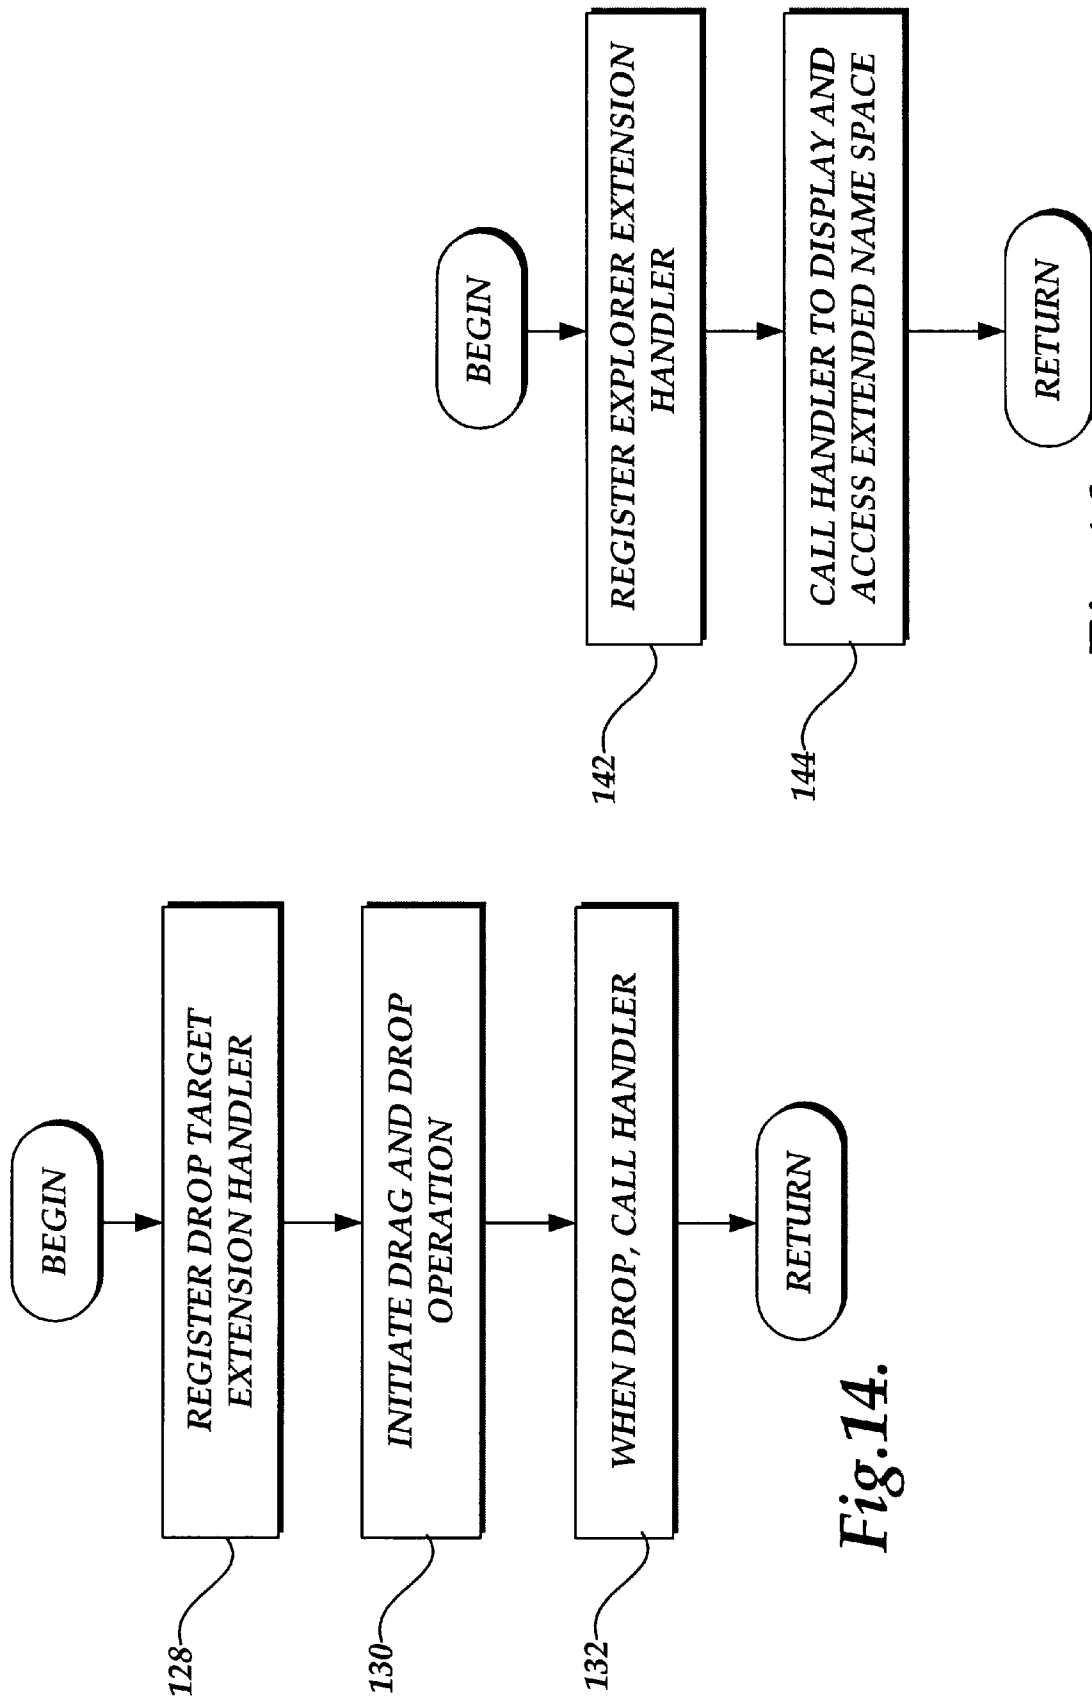 BEGIN
REGISTER DROP TARGET
EXTENSION HANDLER
128
INITIATE DRAG AND DROP
OPERATION
130
WHEN DROP, CALL HANDLER
132
RETURN
Fig.14.
BEGIN
REGISTER EXPLORER EXTENSION
HANDLER
142
CALL HANDLER TO DISPLAY AND
ACCESS EXTENDED NAME SPACE
144
RETURN